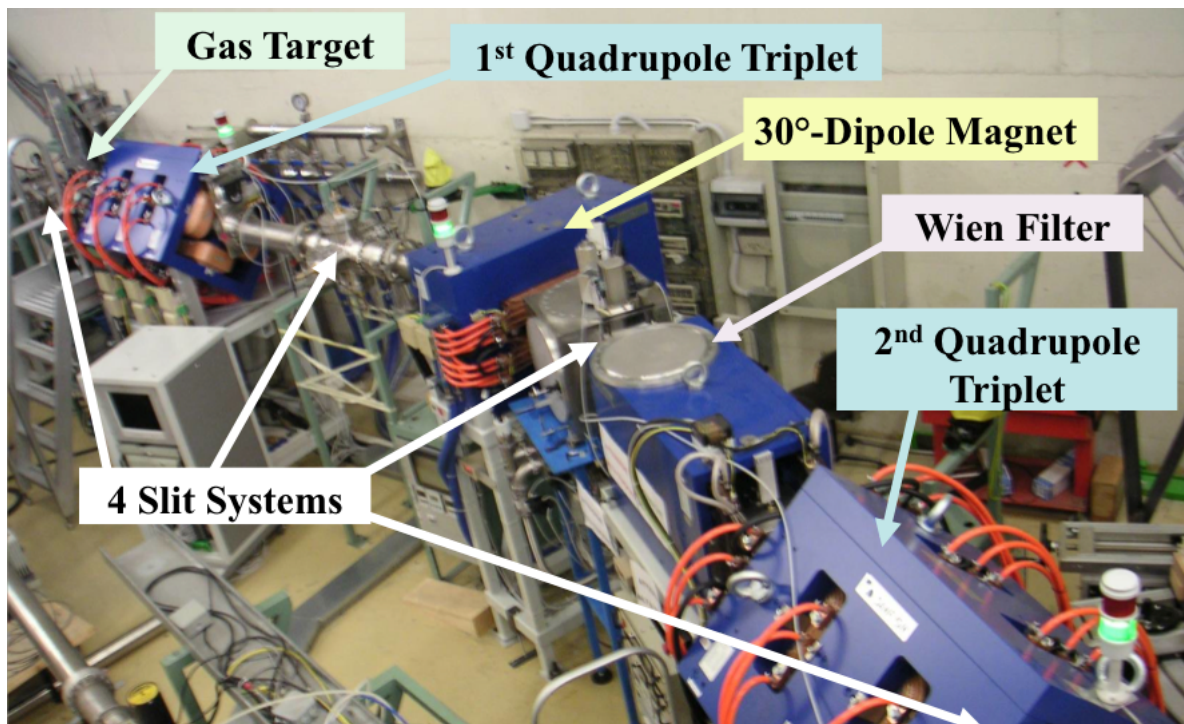 Gas Target
1st Quadrupole Triplet
30°-Dipole Magnet
Wien Filter
2nd Quadrupole
Triplet
4 Slit Systems